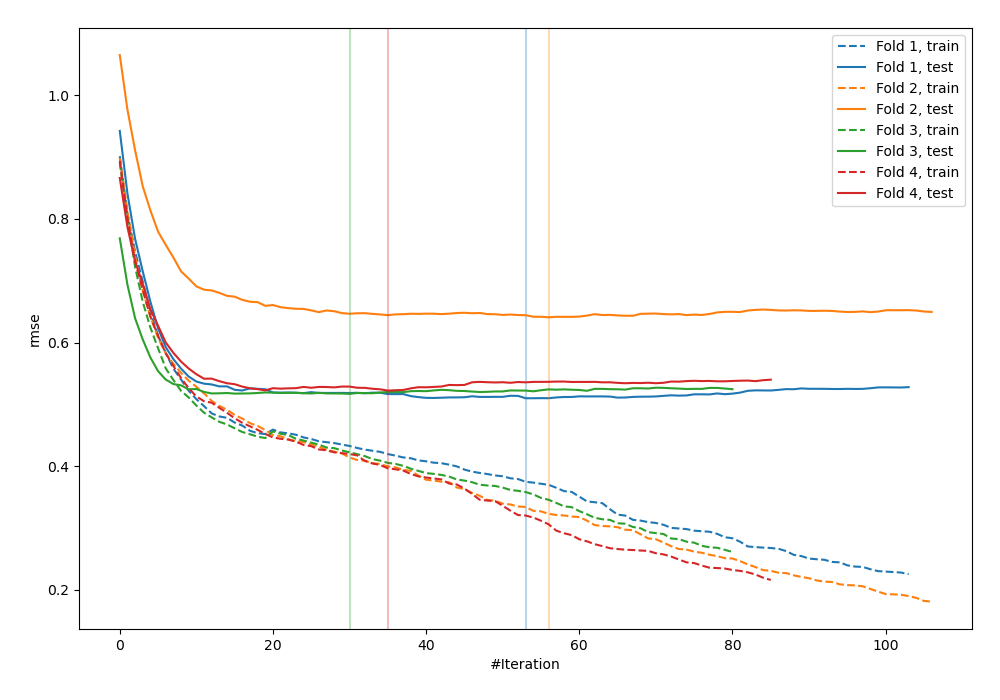 Fold 1, train
Fold 1, test
Fold 2, train
Fold 2, test
Fold 3, train
Fold 3, test
Fold 4, train
Fold 4, test
1.0
0.8
0.6
0.4
0.2
rmse
0 20 40 60 80 100
#Iteration